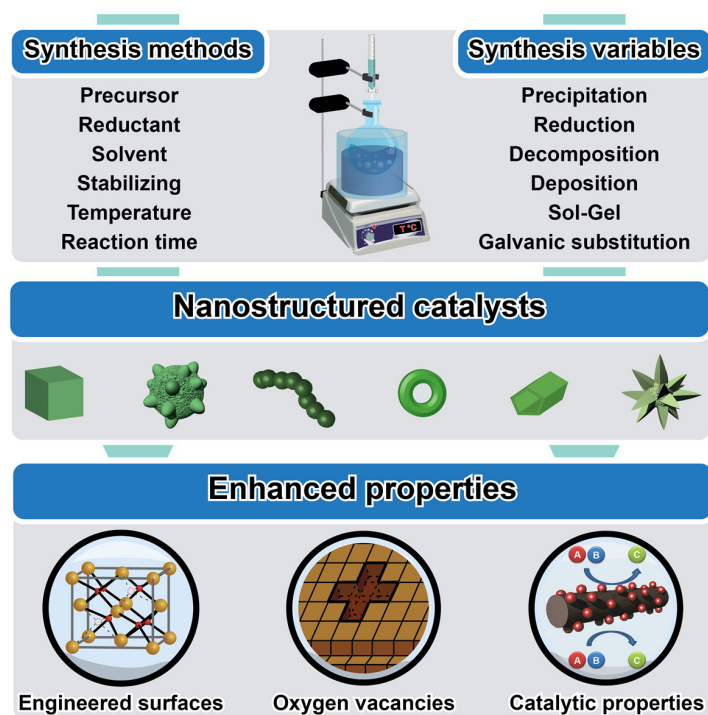 Synthesis methods
Precursor
Reductant
Solvent
Stabilizing
Temperature
Reaction time
T °C
Synthesis variables
Precipitation
Reduction
Decomposition
Deposition
Sol-Gel
Galvanic substitution
Nanostructured catalysts
Enhanced properties
A B C
A B C
Engineered surfaces
Oxygen vacancies
Catalytic properties